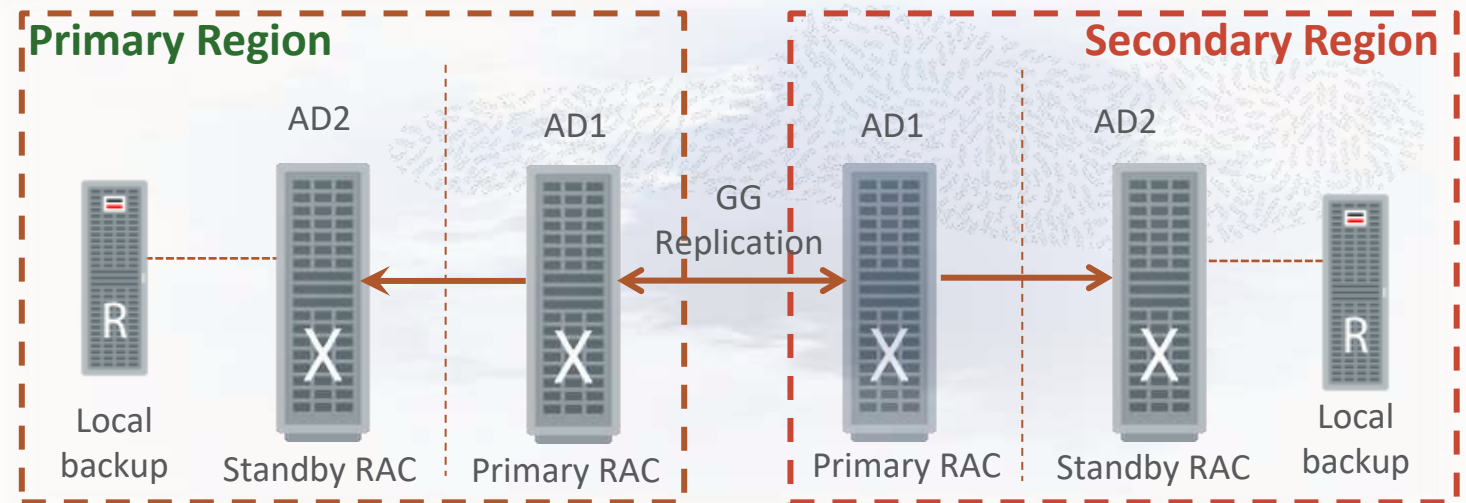 Primary Region
Secondary Region
AD2
AD1
AD1
AD2
GG
Replication
R
X
X
X
X
R
Local
backup
Standby RAC
Primary RAC
Primary RAC
Standby RAC
Local
backup